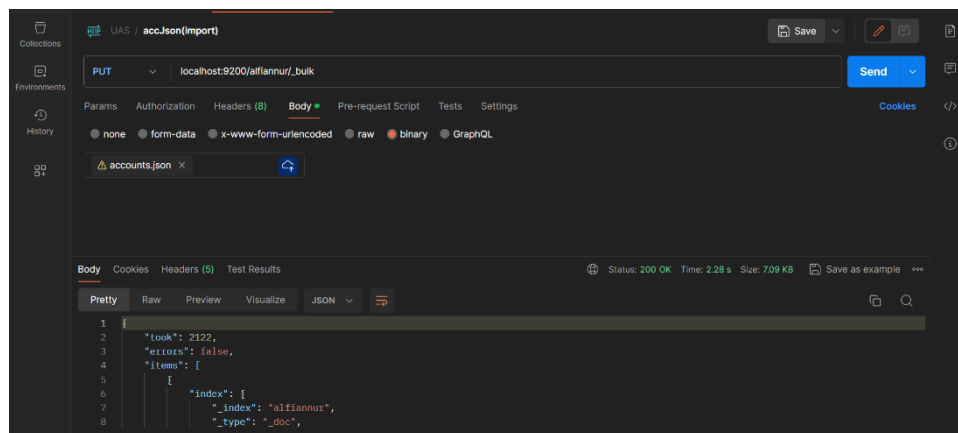 Collections
Environments
History
HTTP UAS / accJson(import)
Save
PUT localhost:9200/alfiannur/_bulk Send
Params Authorization Headers (8) Body Pre-request Script Tests Settings Cookies
none form-data x-www-form-urlencoded raw binary GraphQL
accounts.json ×
Body Cookies Headers (5) Test Results Status: 200 OK Time: 2.28 s Size: 7.09 KB Save as example
Pretty Raw Preview Visualize JSON
1 {
2 "took": 2122,
3 "errors": false,
4 "items": [
5 {
6 "index": {
7 "_index": "alfiannur",
8 "_type": "_doc",